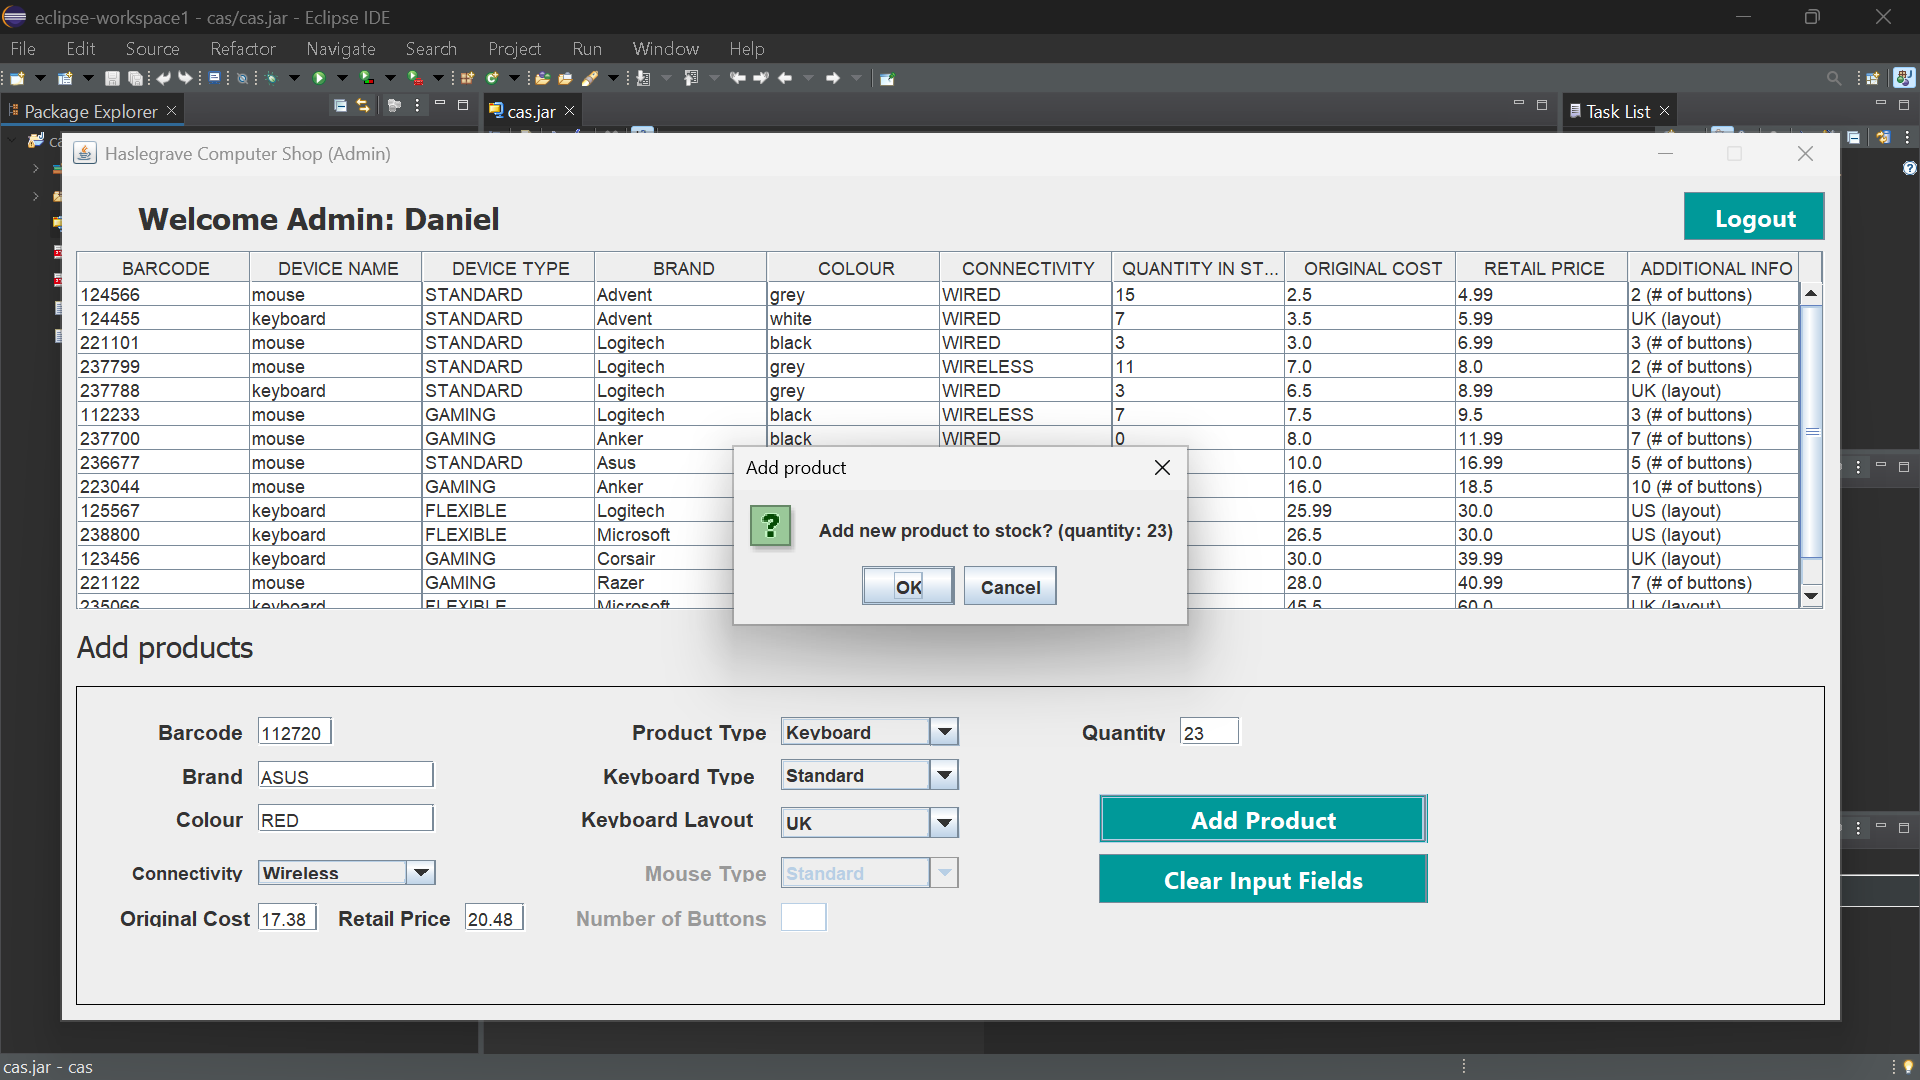 eclipse-workspace1 - cas/cas.jar - Eclipse IDE
File Edit Source Refactor Navigate Search Project Run Window Help
Package Explorer cas.jar Task List
Haslegrave Computer Shop (Admin)
Welcome Admin: Daniel Logout
BARCODE DEVICE NAME DEVICE TYPE BRAND COLOUR CONNECTIVITY QUANTITY IN ST... ORIGINAL COST RETAIL PRICE ADDITIONAL INFO
124566 mouse STANDARD Advent grey WIRED 15 2.5 4.99 2 (# of buttons)
124455 keyboard STANDARD Advent white WIRED 7 3.5 5.99 UK (layout)
221101 mouse STANDARD Logitech black WIRED 3 3.0 6.99 3 (# of buttons)
237799 mouse STANDARD Logitech grey WIRELESS 11 7.0 8.0 2 (# of buttons)
237788 keyboard STANDARD Logitech grey WIRED 3 6.5 8.99 UK (layout)
112233 mouse GAMING Logitech black WIRELESS 7 7.5 9.5 3 (# of buttons)
237700 mouse GAMING Anker black WIRED 0 8.0 11.99 7 (# of buttons)
236677 mouse STANDARD Asus 10.0 16.99 5 (# of buttons)
223044 mouse GAMING Anker 16.0 18.5 10 (# of buttons)
125567 keyboard FLEXIBLE Logitech 25.99 30.0 US (layout)
238800 keyboard FLEXIBLE Microsoft 26.5 30.0 US (layout)
123456 keyboard GAMING Corsair 30.0 39.99 UK (layout)
221122 mouse GAMING Razer 28.0 40.99 7 (# of buttons)
235066 keyboard FLEXIBLE Microsoft 45.5 60.0 UK (layout)
Add product
Add new product to stock? (quantity: 23)
OK Cancel
Add products
Barcode 112720 Product Type Keyboard Quantity 23
Brand ASUS Keyboard Type Standard
Colour RED Keyboard Layout UK Add Product
Connectivity Wireless Mouse Type Standard Clear Input Fields
Original Cost 17.38 Retail Price 20.48 Number of Buttons
cas.jar - cas